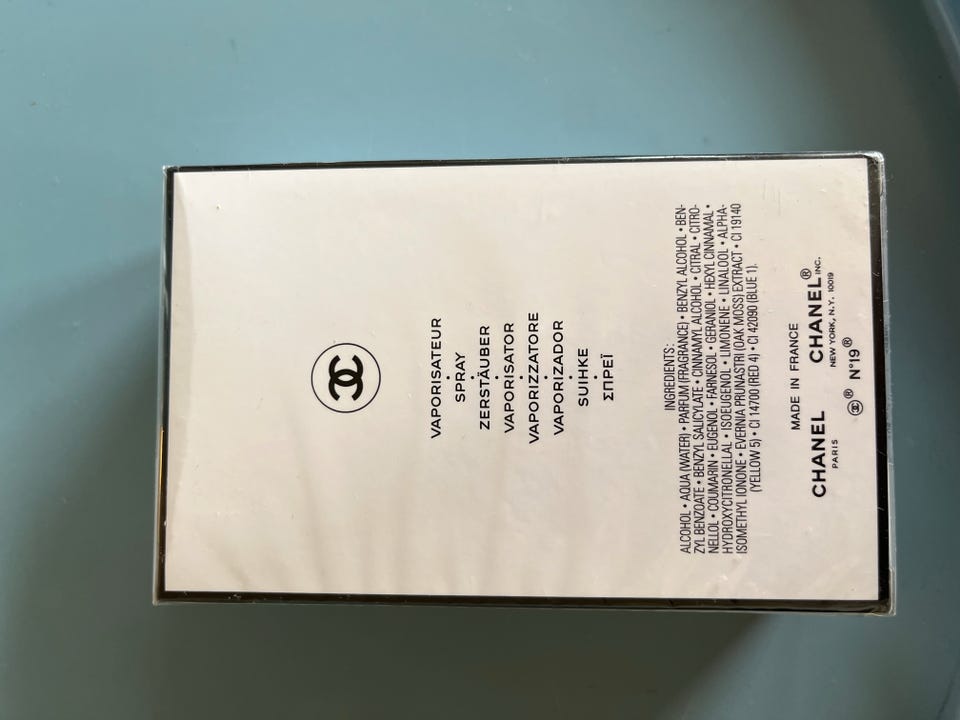 VAPORISATEUR
SPRAY
ZERSTÄUBER
VAPORISATOR
VAPORIZZATORE
VAPORIZADOR
SUIHKE
ΣΠΡΕΪ
INGREDIENTS:
ALCOHOL • AQUA (WATER) • PARFUM (FRAGRANCE) • BENZYL ALCOHOL • BEN-
ZYL BENZOATE • BENZYL SALICYLATE • CINNAMYL ALCOHOL • CITRAL • CITRO-
NELLOL • COUMARIN • EUGENOL • FARNESOL • GERANIOL • HEXYL CINNAMAL •
HYDROXYCITRONELLAL • ISOEUGENOL • LIMONENE • LINALOOL • ALPHA-
ISOMETHYL IONONE • EVERNIA PRUNASTRI (OAK MOSS) EXTRACT • CI 19140
(YELLOW 5) • CI 14700 (RED 4) • CI 42090 (BLUE 1).
MADE IN FRANCE
CHANEL CHANEL® INC.
PARIS NEW YORK, N.Y. 10019
® N°19®